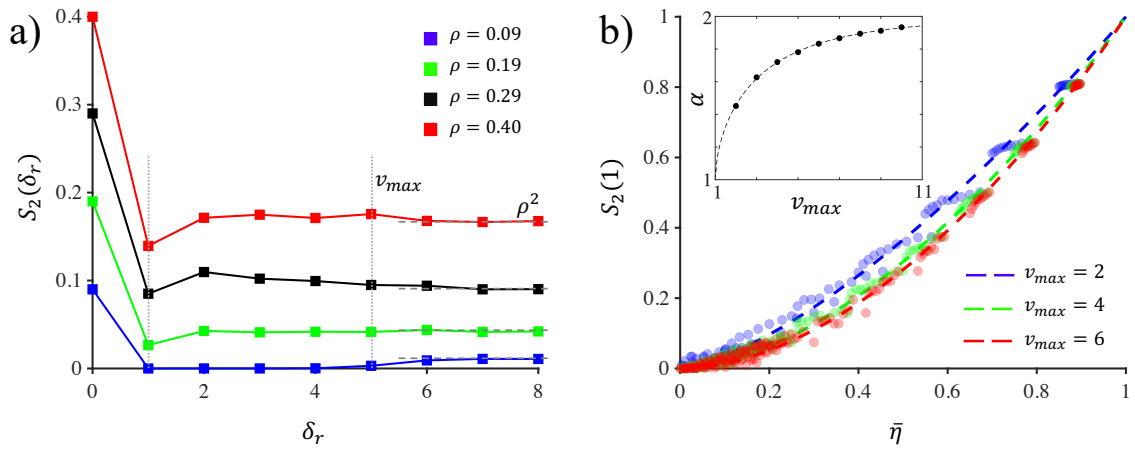 a)
S₂(δᵣ)
0.4
0.3
0.2
0.1
0
0 2 4 6 8
δᵣ
ρ = 0.09
ρ = 0.19
ρ = 0.29
ρ = 0.40
v_max
ρ²
b)
S₂(1)
1
0.8
0.6
0.4
0.2
0
0 0.2 0.4 0.6 0.8 1
η̄
2
α
1
1 11
v_max
v_max = 2
v_max = 4
v_max = 6